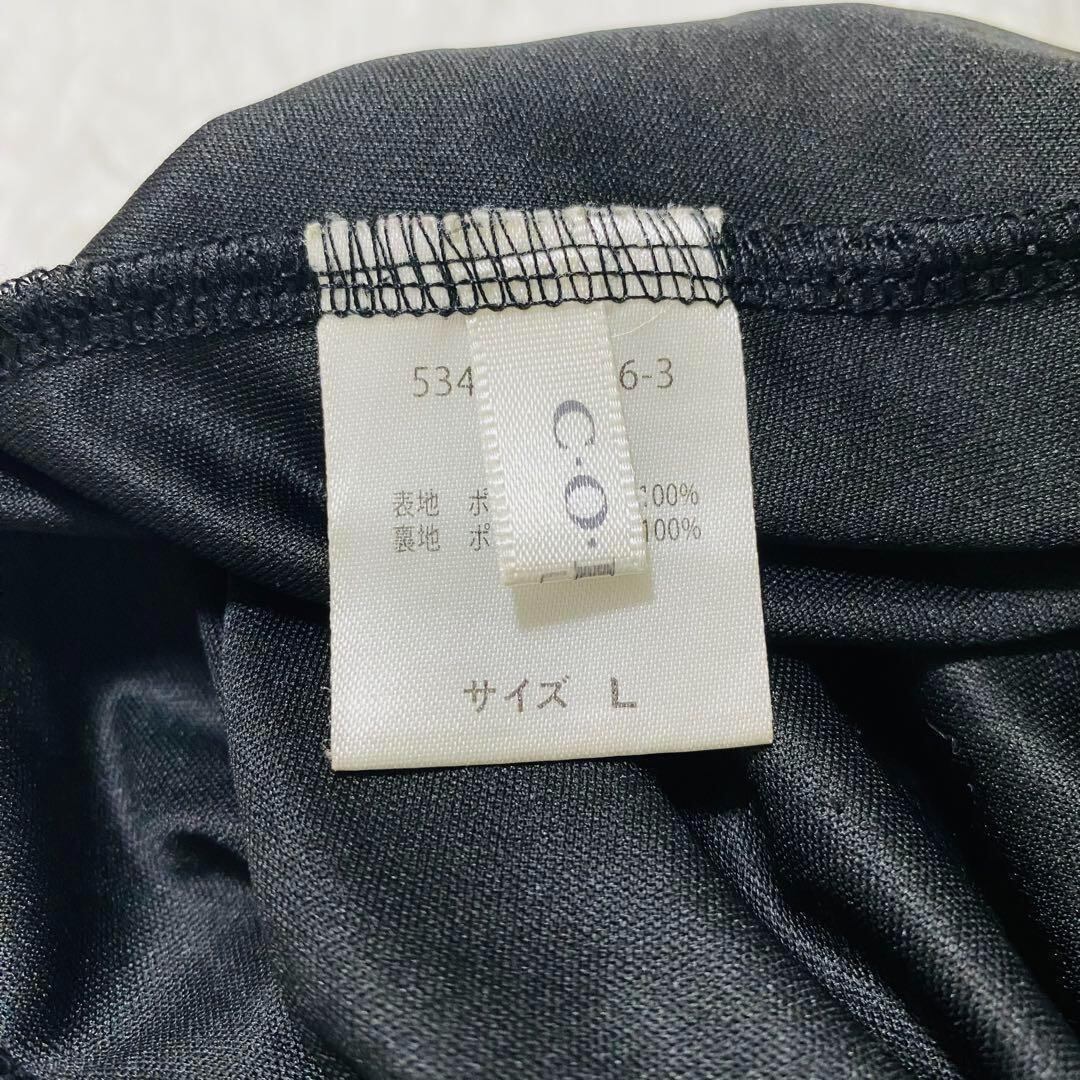 534 6-3
表地 ポ 100%
裏地 ポ 100%
サイズ L
C・O・L